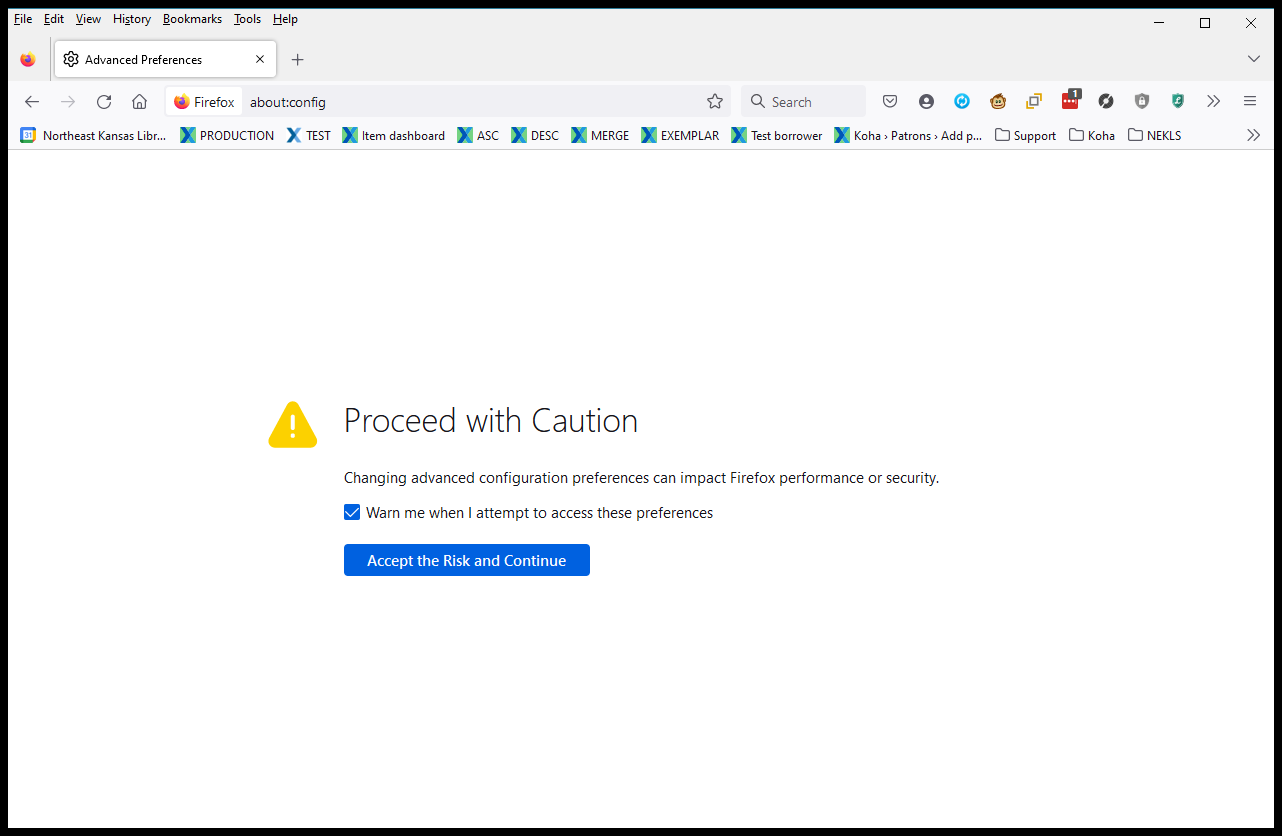 File Edit View History Bookmarks Tools Help
Advanced Preferences
Firefox about:config Search 1
31 Northeast Kansas Libr... PRODUCTION TEST Item dashboard ASC DESC MERGE EXEMPLAR Test borrower Koha › Patrons › Add p... Support Koha NEKLS
Proceed with Caution
Changing advanced configuration preferences can impact Firefox performance or security.
Warn me when I attempt to access these preferences
Accept the Risk and Continue